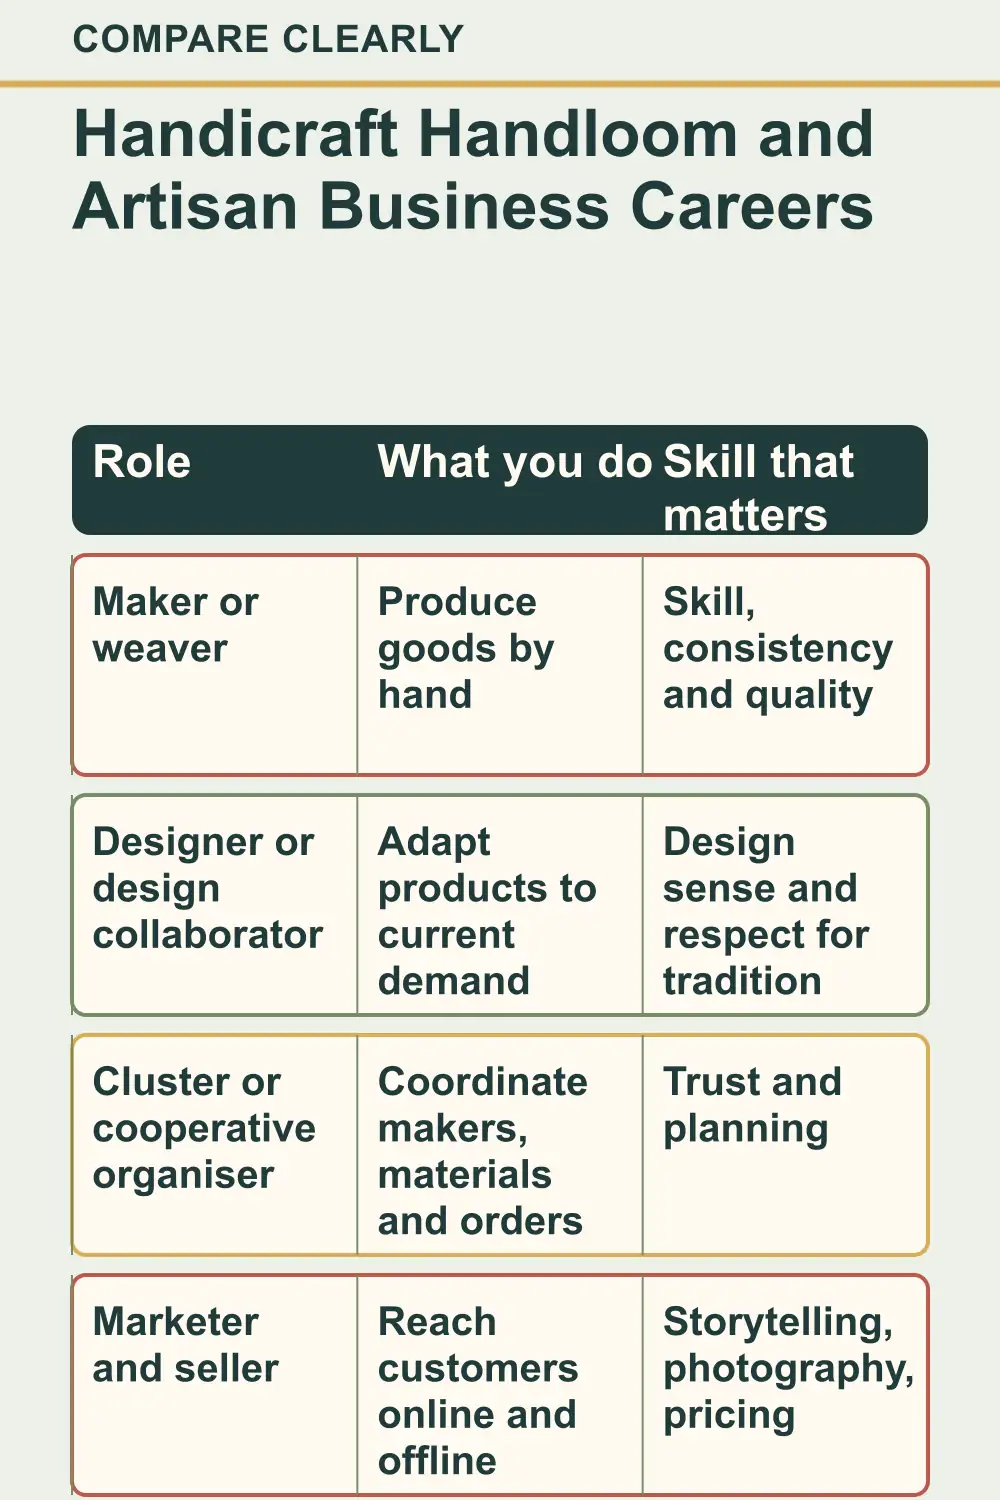 COMPARE CLEARLY
Handicraft Handloom and
Artisan Business Careers
Role
What you do
Skill that
matters
Maker or
weaver
Produce
goods by
hand
Skill,
consistency
and quality
Designer or
design
collaborator
Adapt
products to
current
demand
Design
sense and
respect for
tradition
Cluster or
cooperative
organiser
Coordinate
makers,
materials
and orders
Trust and
planning
Marketer
and seller
Reach
customers
online and
offline
Storytelling,
photography,
pricing